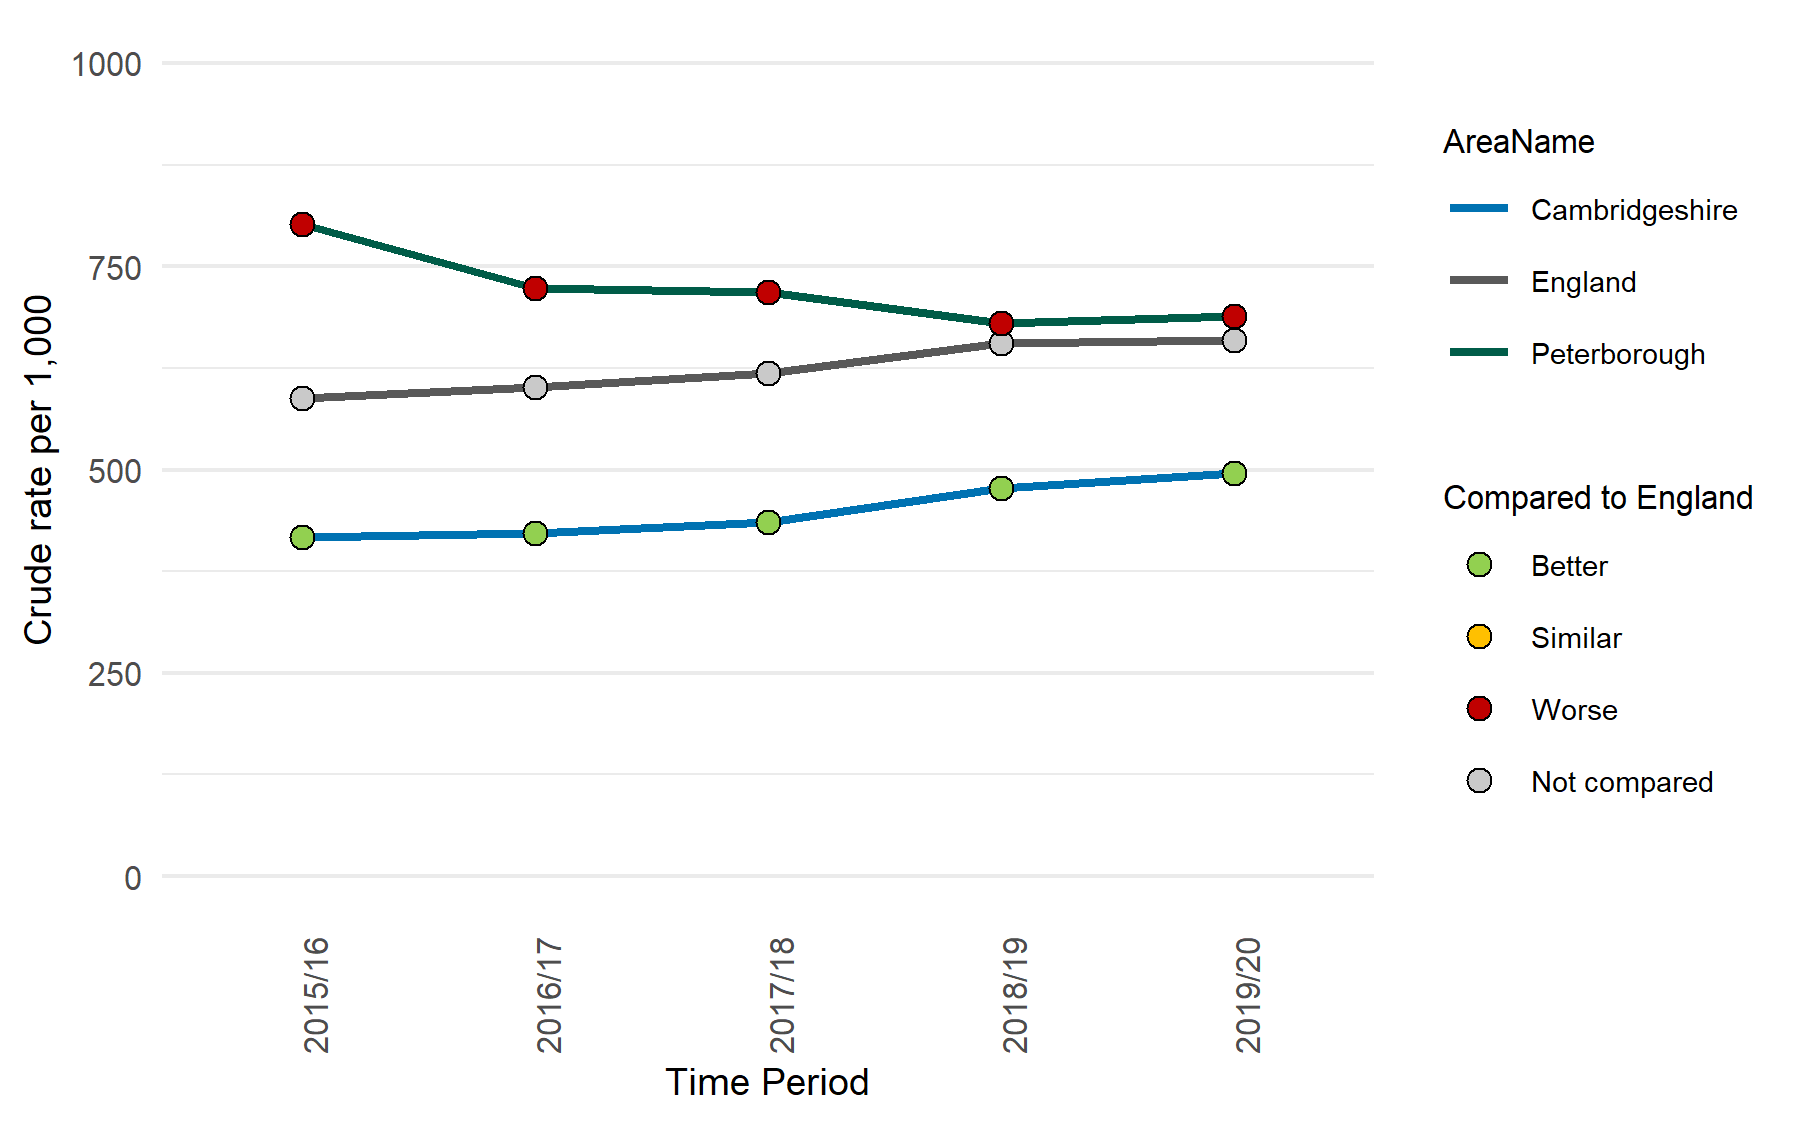 1000
750
500
250
0
Crude rate per 1,000
2015/16
2016/17
2017/18
2018/19
2019/20
Time Period
AreaName
Cambridgeshire
England
Peterborough
Compared to England
Better
Similar
Worse
Not compared